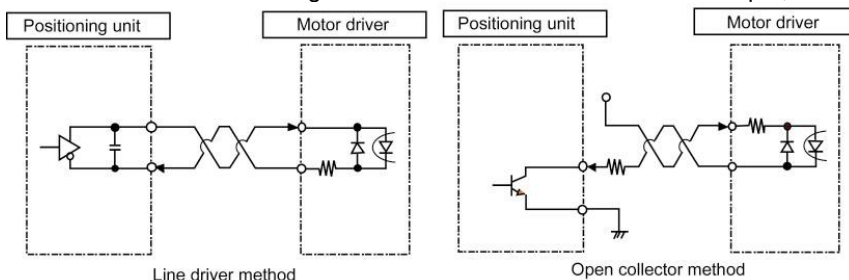 Positioning unit
Motor driver
Line driver method
Positioning unit
Motor driver
Open collector method